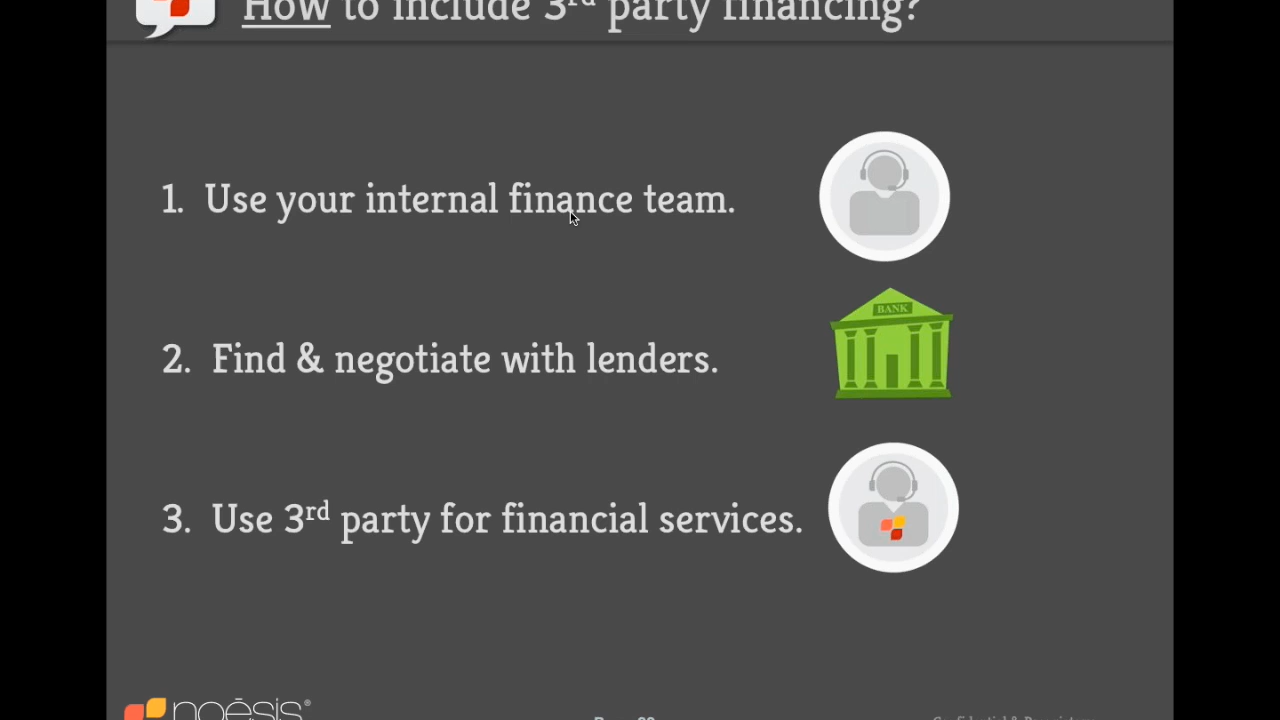 How to include 3rd party financing?
1. Use your internal finance team.
BANK
2. Find & negotiate with lenders.
3. Use 3rd party for financial services.
noēsis®